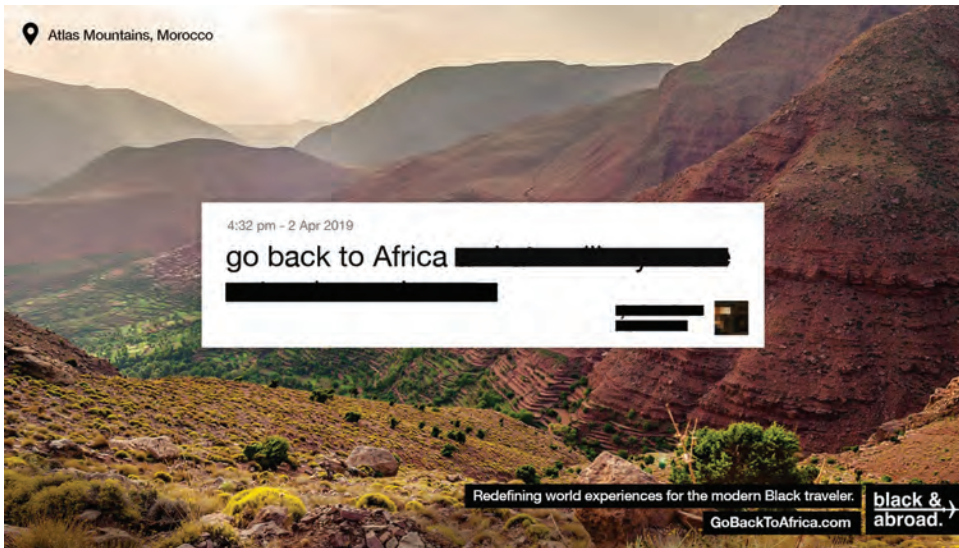 Atlas Mountains, Morocco
4:32 pm - 2 Apr 2019
go back to Africa
Redefining world experiences for the modern Black traveler.
GoBackToAfrica.com
black &
abroad.